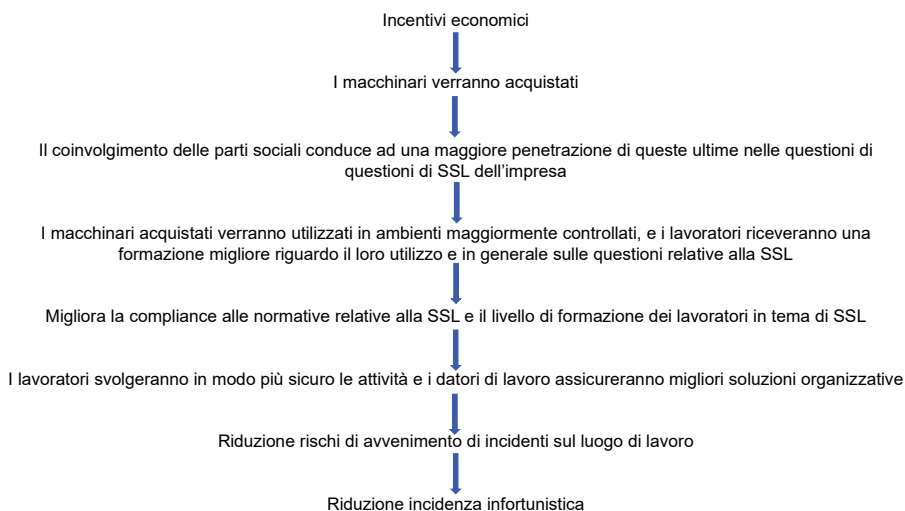 Incentivi economici
I macchinari verranno acquistati
Il coinvolgimento delle parti sociali conduce ad una maggiore penetrazione di queste ultime nelle questioni di
questioni di SSL dell'impresa
I macchinari acquistati verranno utilizzati in ambienti maggiormente controllati, e i lavoratori riceveranno una
formazione migliore riguardo il loro utilizzo e in generale sulle questioni relative alla SSL
Migliora la compliance alle normative relative alla SSL e il livello di formazione dei lavoratori in tema di SSL
I lavoratori svolgeranno in modo più sicuro le attività e i datori di lavoro assicureranno migliori soluzioni organizzative
Riduzione rischi di avvenimento di incidenti sul luogo di lavoro
Riduzione incidenza infortunistica